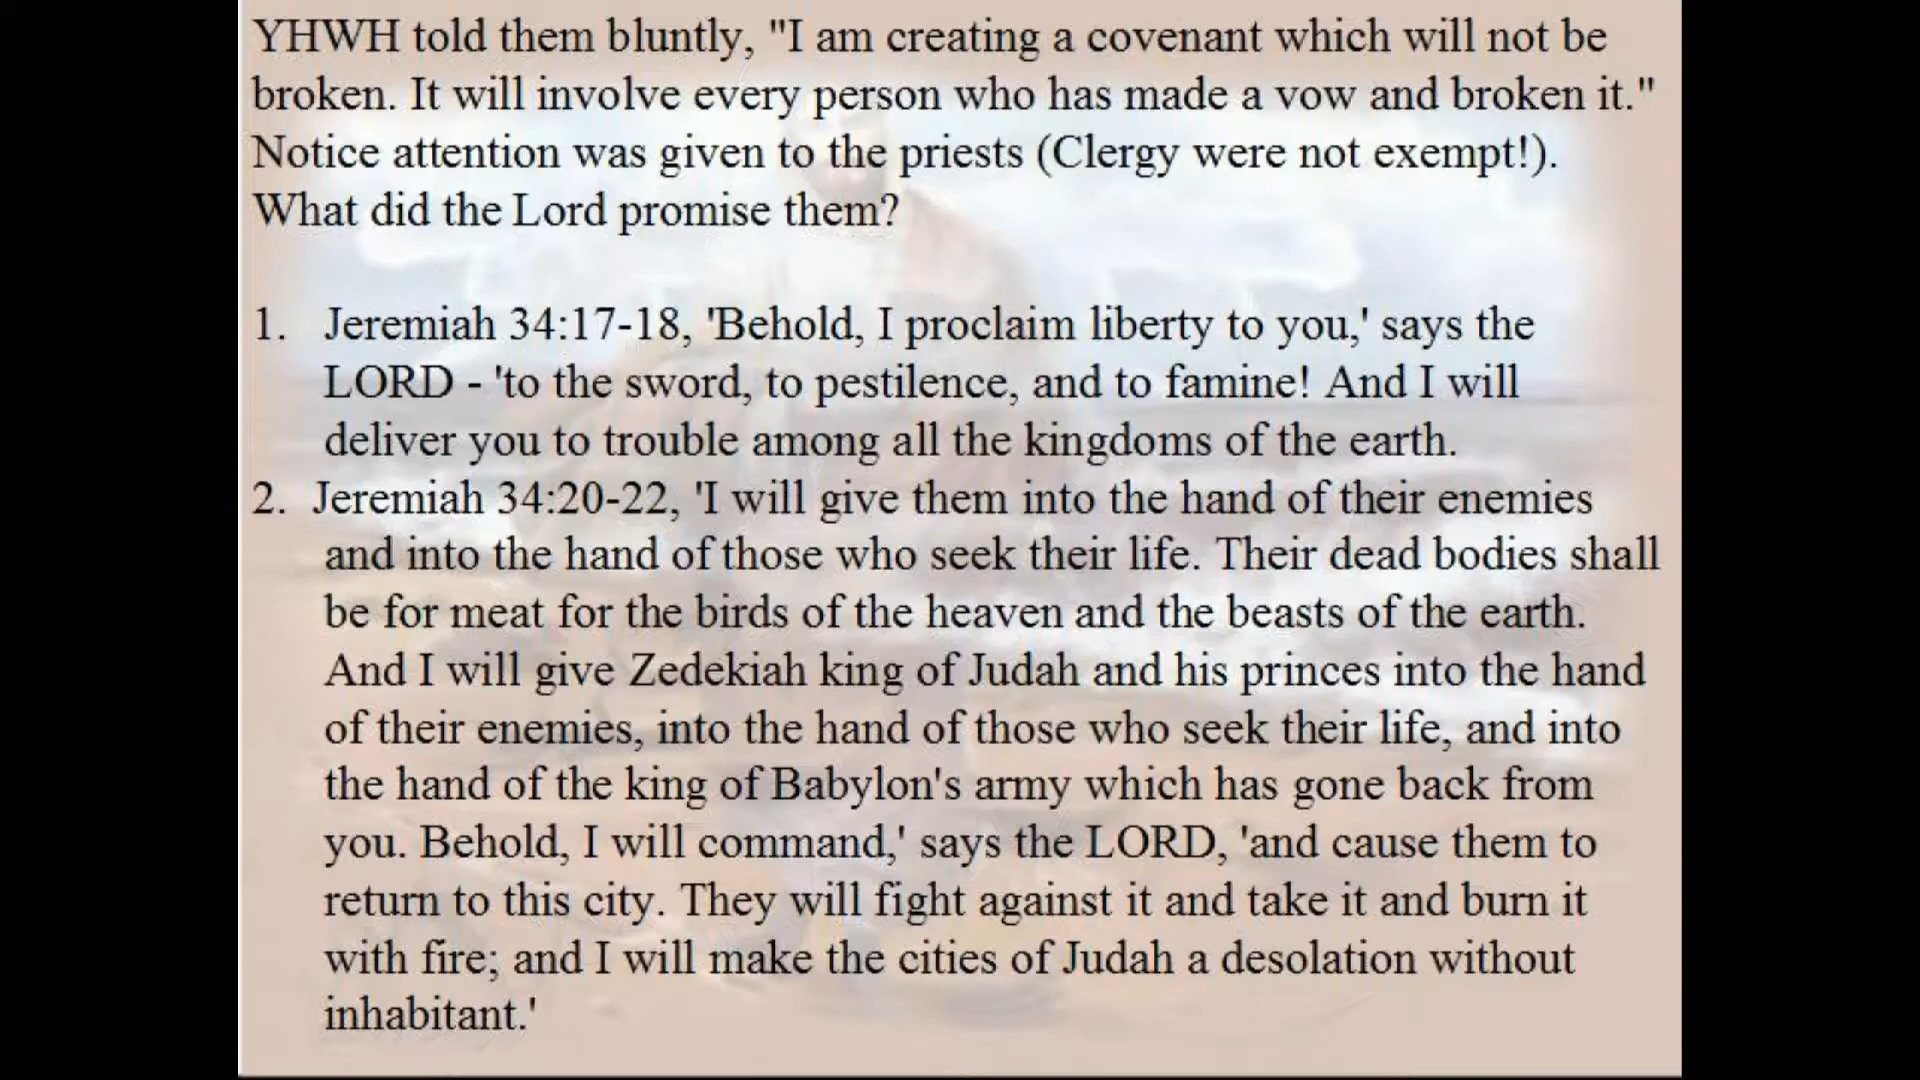 YHWH told them bluntly, "I am creating a covenant which will not be
broken. It will involve every person who has made a vow and broken it."
Notice attention was given to the priests (Clergy were not exempt!).
What did the Lord promise them?
1. Jeremiah 34:17-18, 'Behold, I proclaim liberty to you,' says the
LORD - 'to the sword, to pestilence, and to famine! And I will
deliver you to trouble among all the kingdoms of the earth.
2. Jeremiah 34:20-22, 'I will give them into the hand of their enemies
and into the hand of those who seek their life. Their dead bodies shall
be for meat for the birds of the heaven and the beasts of the earth.
And I will give Zedekiah king of Judah and his princes into the hand
of their enemies, into the hand of those who seek their life, and into
the hand of the king of Babylon's army which has gone back from
you. Behold, I will command,' says the LORD, 'and cause them to
return to this city. They will fight against it and take it and burn it
with fire; and I will make the cities of Judah a desolation without
inhabitant.'